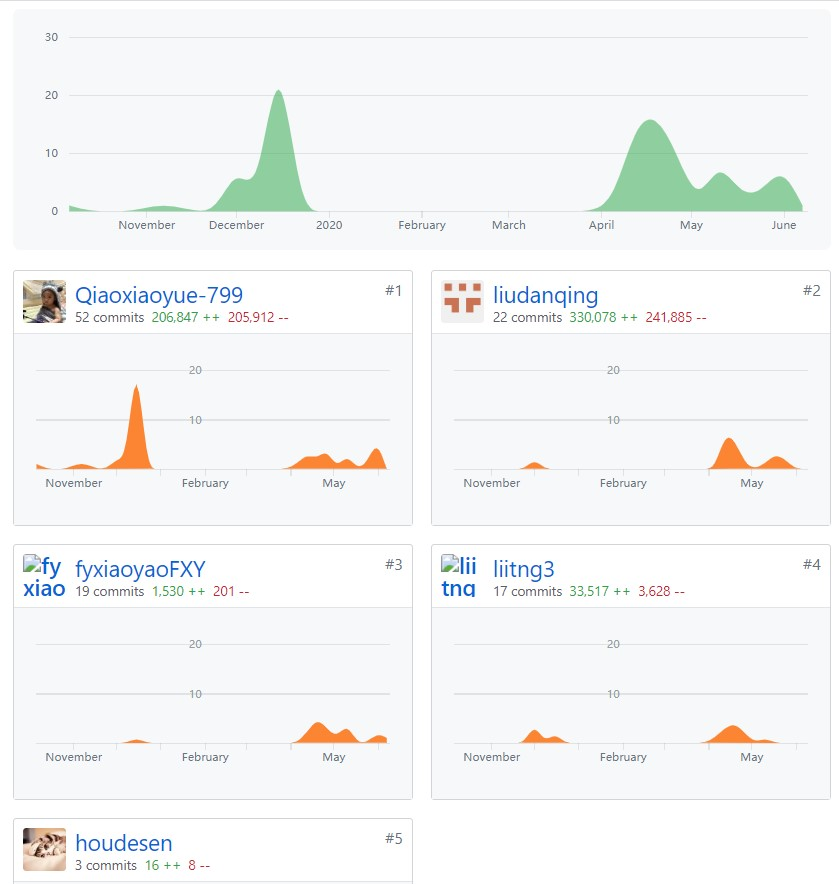 30
20
10
0
November December 2020 February March April May June
Qiaoxiaoyue-799 #1
52 commits 206,847 ++ 205,912 --
20
10
November February May
liudanqing #2
22 commits 330,078 ++ 241,885 --
20
10
November February May
fy
xiao
fyxiaoyaoFXY #3
19 commits 1,530 ++ 201 --
20
10
November February May
lii
tng
liitng3 #4
17 commits 33,517 ++ 3,628 --
20
10
November February May
houdesen #5
3 commits 16 ++ 8 --